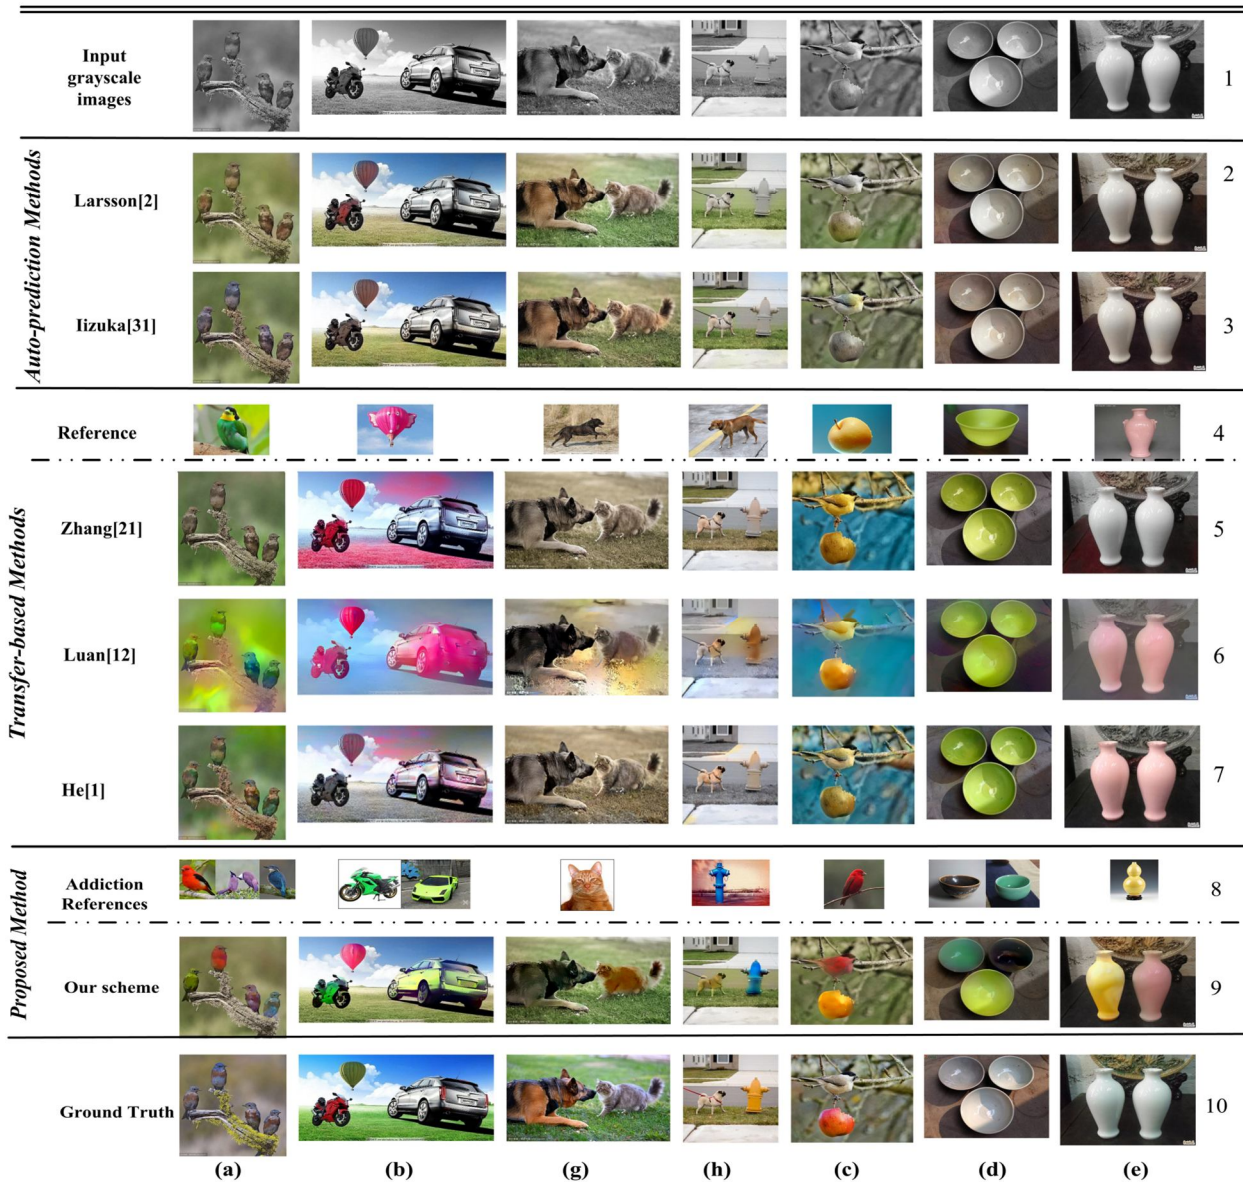 Input
grayscale
images
1
Auto-prediction Methods
Larsson[2]
2
Iizuka[31]
3
Reference
4
Transfer-based Methods
Zhang[21]
5
Luan[12]
6
He[1]
7
Proposed Method
Addiction
References
8
Our scheme
9
Ground Truth
10
(a) (b) (g) (h) (c) (d) (e)